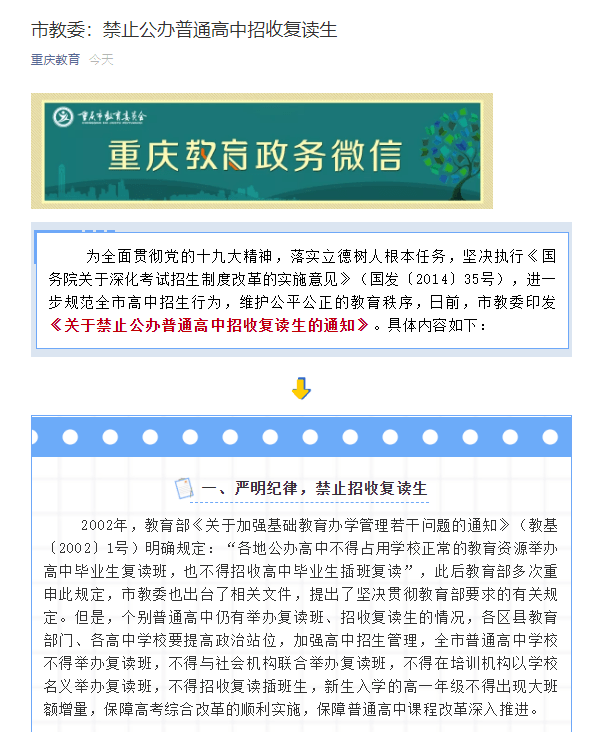 市教委：禁止公办普通高中招收复读生
重庆教育 今天
重庆市教育委员会
重庆教育政务微信
为全面贯彻党的十九大精神，落实立德树人根本任务，坚决执行《国
务院关于深化考试招生制度改革的实施意见》（国发〔2014〕35号），进一
步规范全市高中招生行为，维护公平公正的教育秩序，日前，市教委印发
《关于禁止公办普通高中招收复读生的通知》。具体内容如下：
一、严明纪律，禁止招收复读生
2002年，教育部《关于加强基础教育办学管理若干问题的通知》（教基
〔2002〕1号）明确规定：“各地公办高中不得占用学校正常的教育资源举办
高中毕业生复读班，也不得招收高中毕业生插班复读”，此后教育部多次重
申此规定，市教委也出台了相关文件，提出了坚决贯彻教育部要求的有关规
定。但是，个别普通高中仍有举办复读班、招收复读生的情况，各区县教育
部门、各高中学校要提高政治站位，加强高中招生管理，全市普通高中学校
不得举办复读班，不得与社会机构联合举办复读班，不得在培训机构以学校
名义举办复读班，不得招收复读插班生，新生入学的高一年级不得出现大班
额增量，保障高考综合改革的顺利实施，保障普通高中课程改革深入推进。